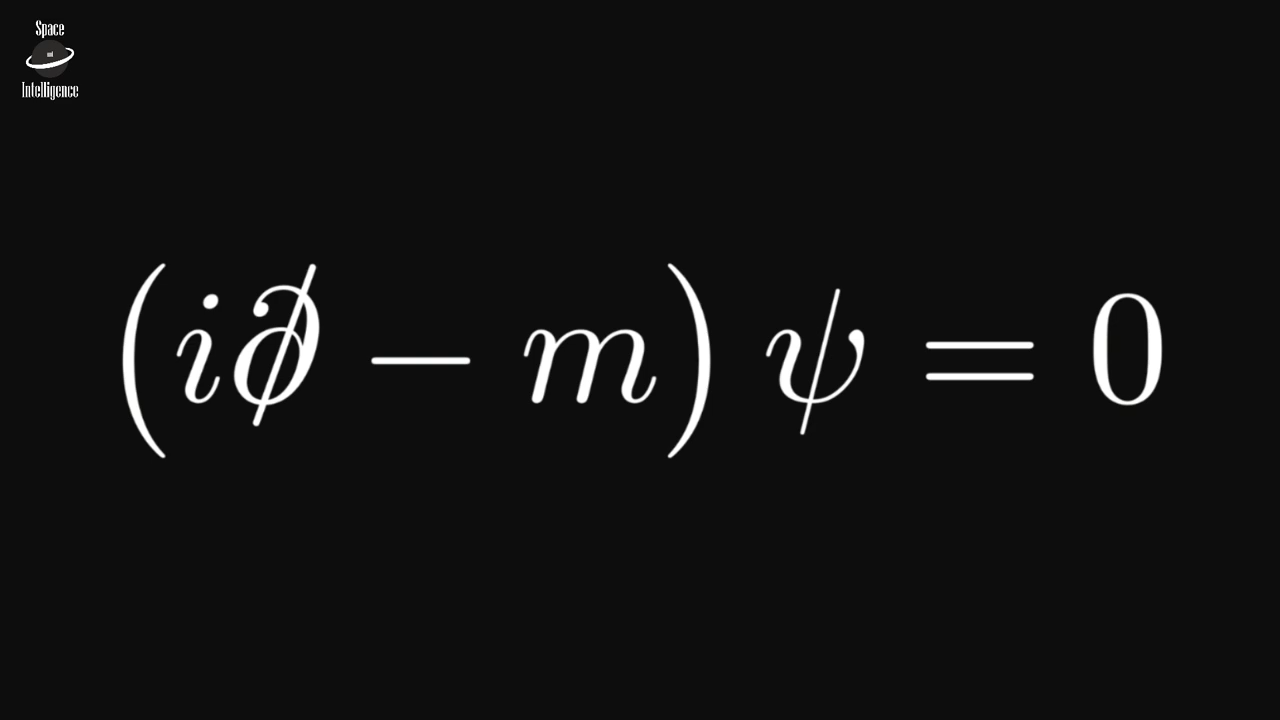 Space
and
Intelligence
(i∂̸ − m) ψ = 0